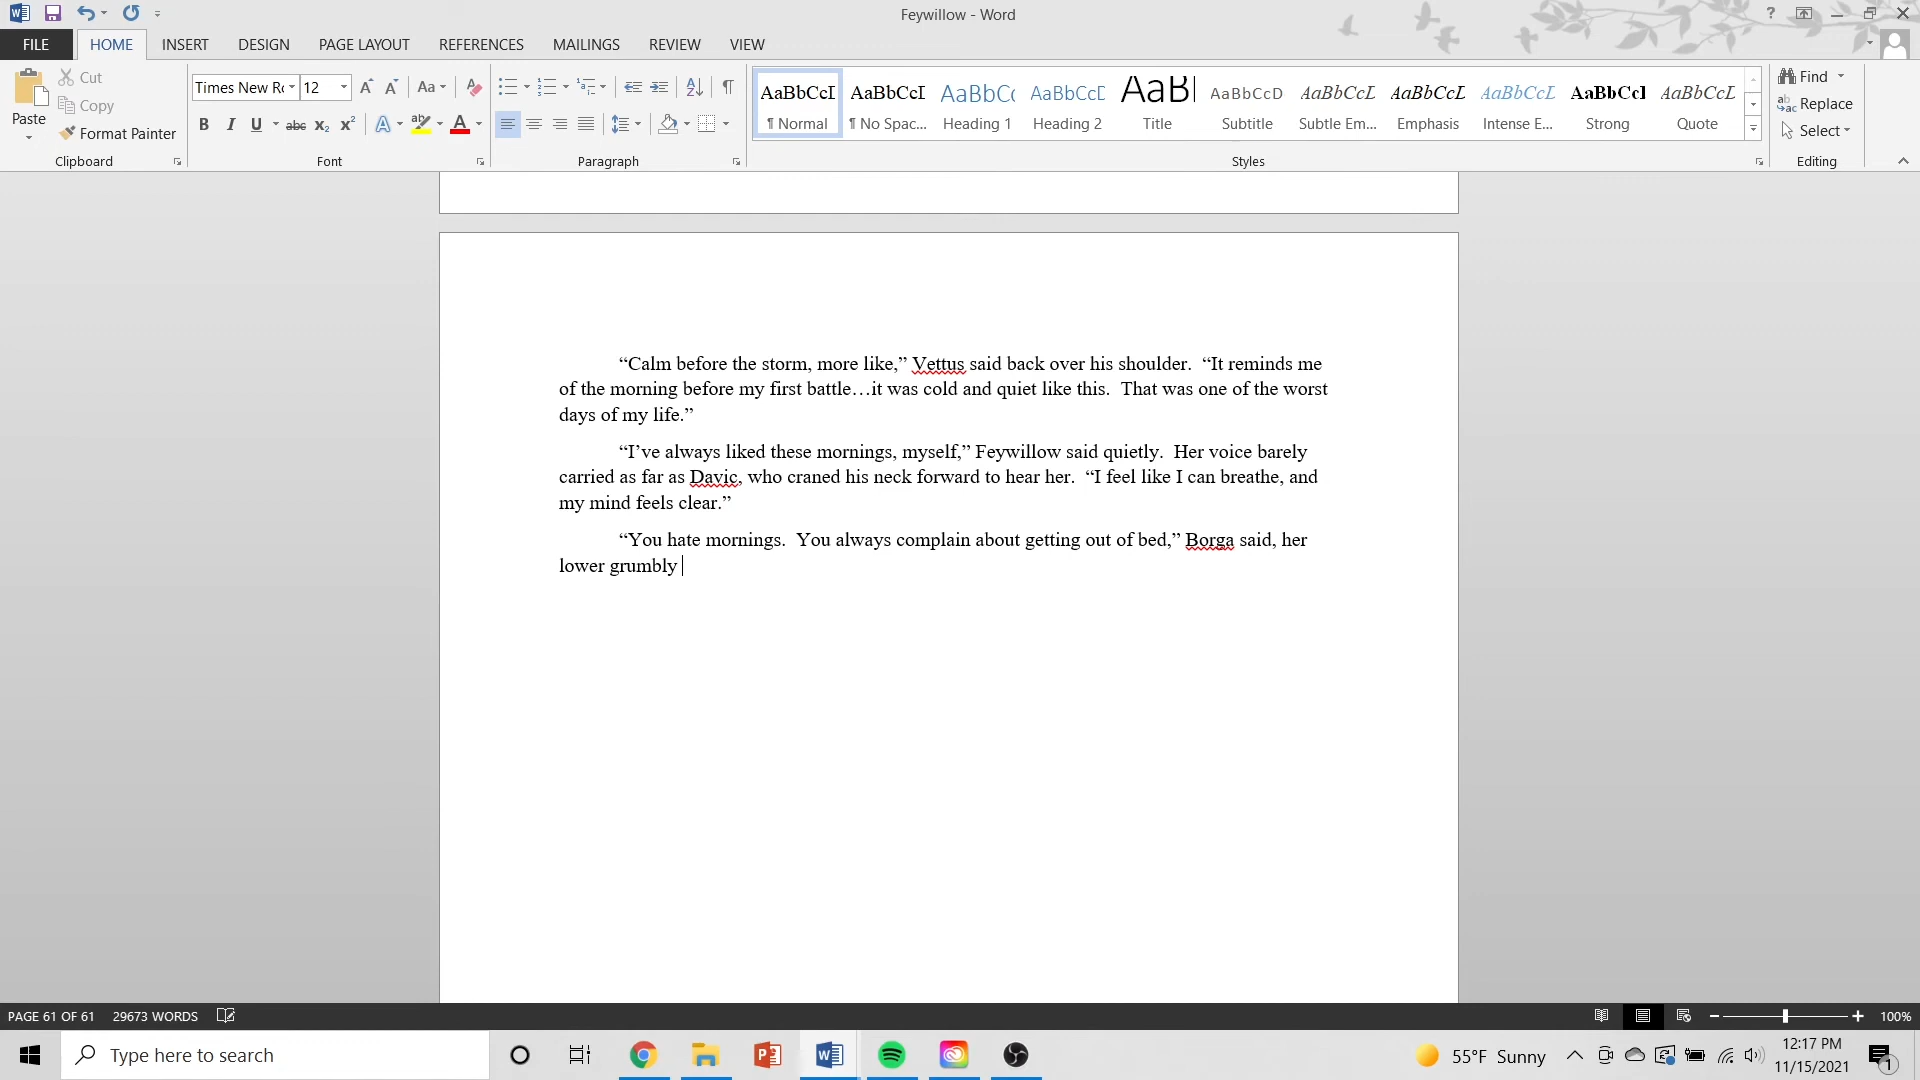 Feywillow - Word
?
FILE HOME INSERT DESIGN PAGE LAYOUT REFERENCES MAILINGS REVIEW VIEW
Paste
Cut
Copy
Format Painter
Clipboard
Times New Ro 12 Aa
B I U abc x₂ x² A ab A
Font
Paragraph
AaBbCcI AaBbCcI AaBbC AaBbCcD AaB AaBbCcD AaBbCcL AaBbCcL AaBbCcL AaBbCcI AaBbCcL
¶ Normal ¶ No Spac... Heading 1 Heading 2 Title Subtitle Subtle Em... Emphasis Intense E... Strong Quote
Styles
Find
Replace
Select
Editing
“Calm before the storm, more like,” Vettus said back over his shoulder.  “It reminds me
of the morning before my first battle…it was cold and quiet like this.  That was one of the worst
days of my life.”
“I’ve always liked these mornings, myself,” Feywillow said quietly.  Her voice barely
carried as far as Davic, who craned his neck forward to hear her.  “I feel like I can breathe, and
my mind feels clear.”
“You hate mornings.  You always complain about getting out of bed,” Borga said, her
lower grumbly
PAGE 61 OF 61 29673 WORDS
100%
Type here to search
55°F Sunny
12:17 PM
11/15/2021
1